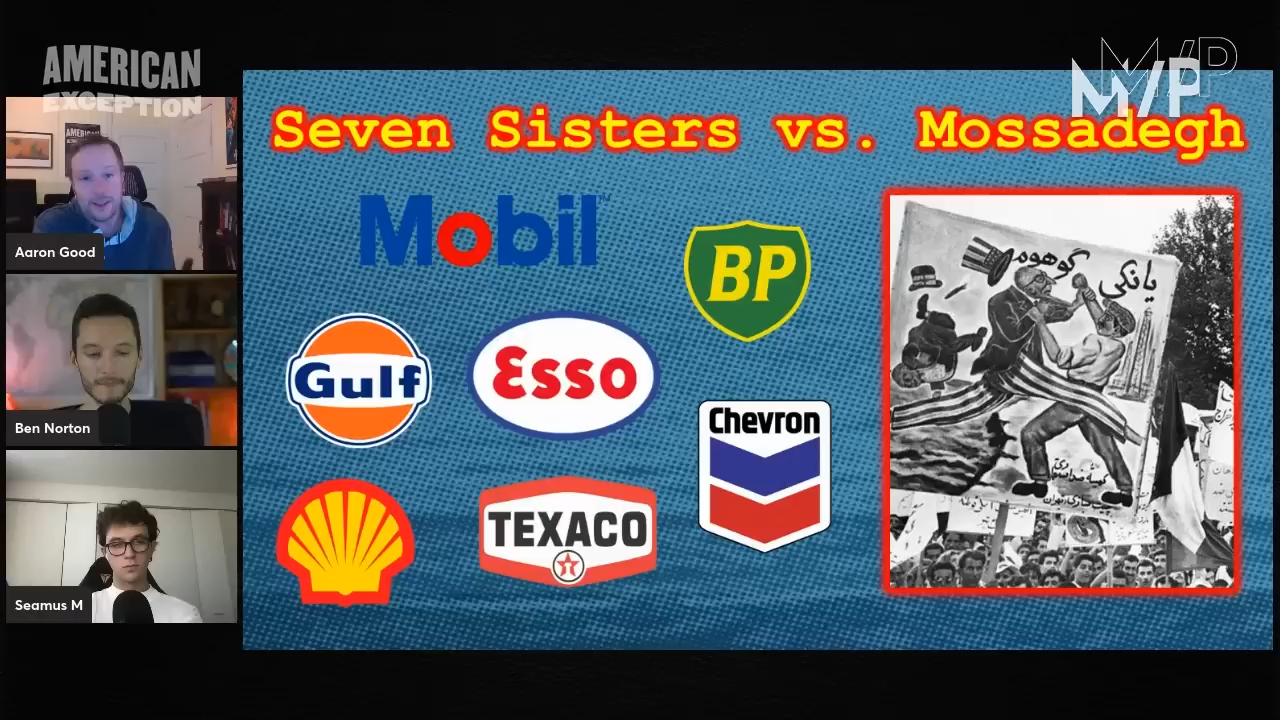 AMERICAN
EXCEPTION
M/P
Seven Sisters vs. Mossadegh
Aaron Good
Ben Norton
Seamus M
Mobil
BP
Gulf
Esso
Chevron
TEXACO
T
یانکی گوهوم